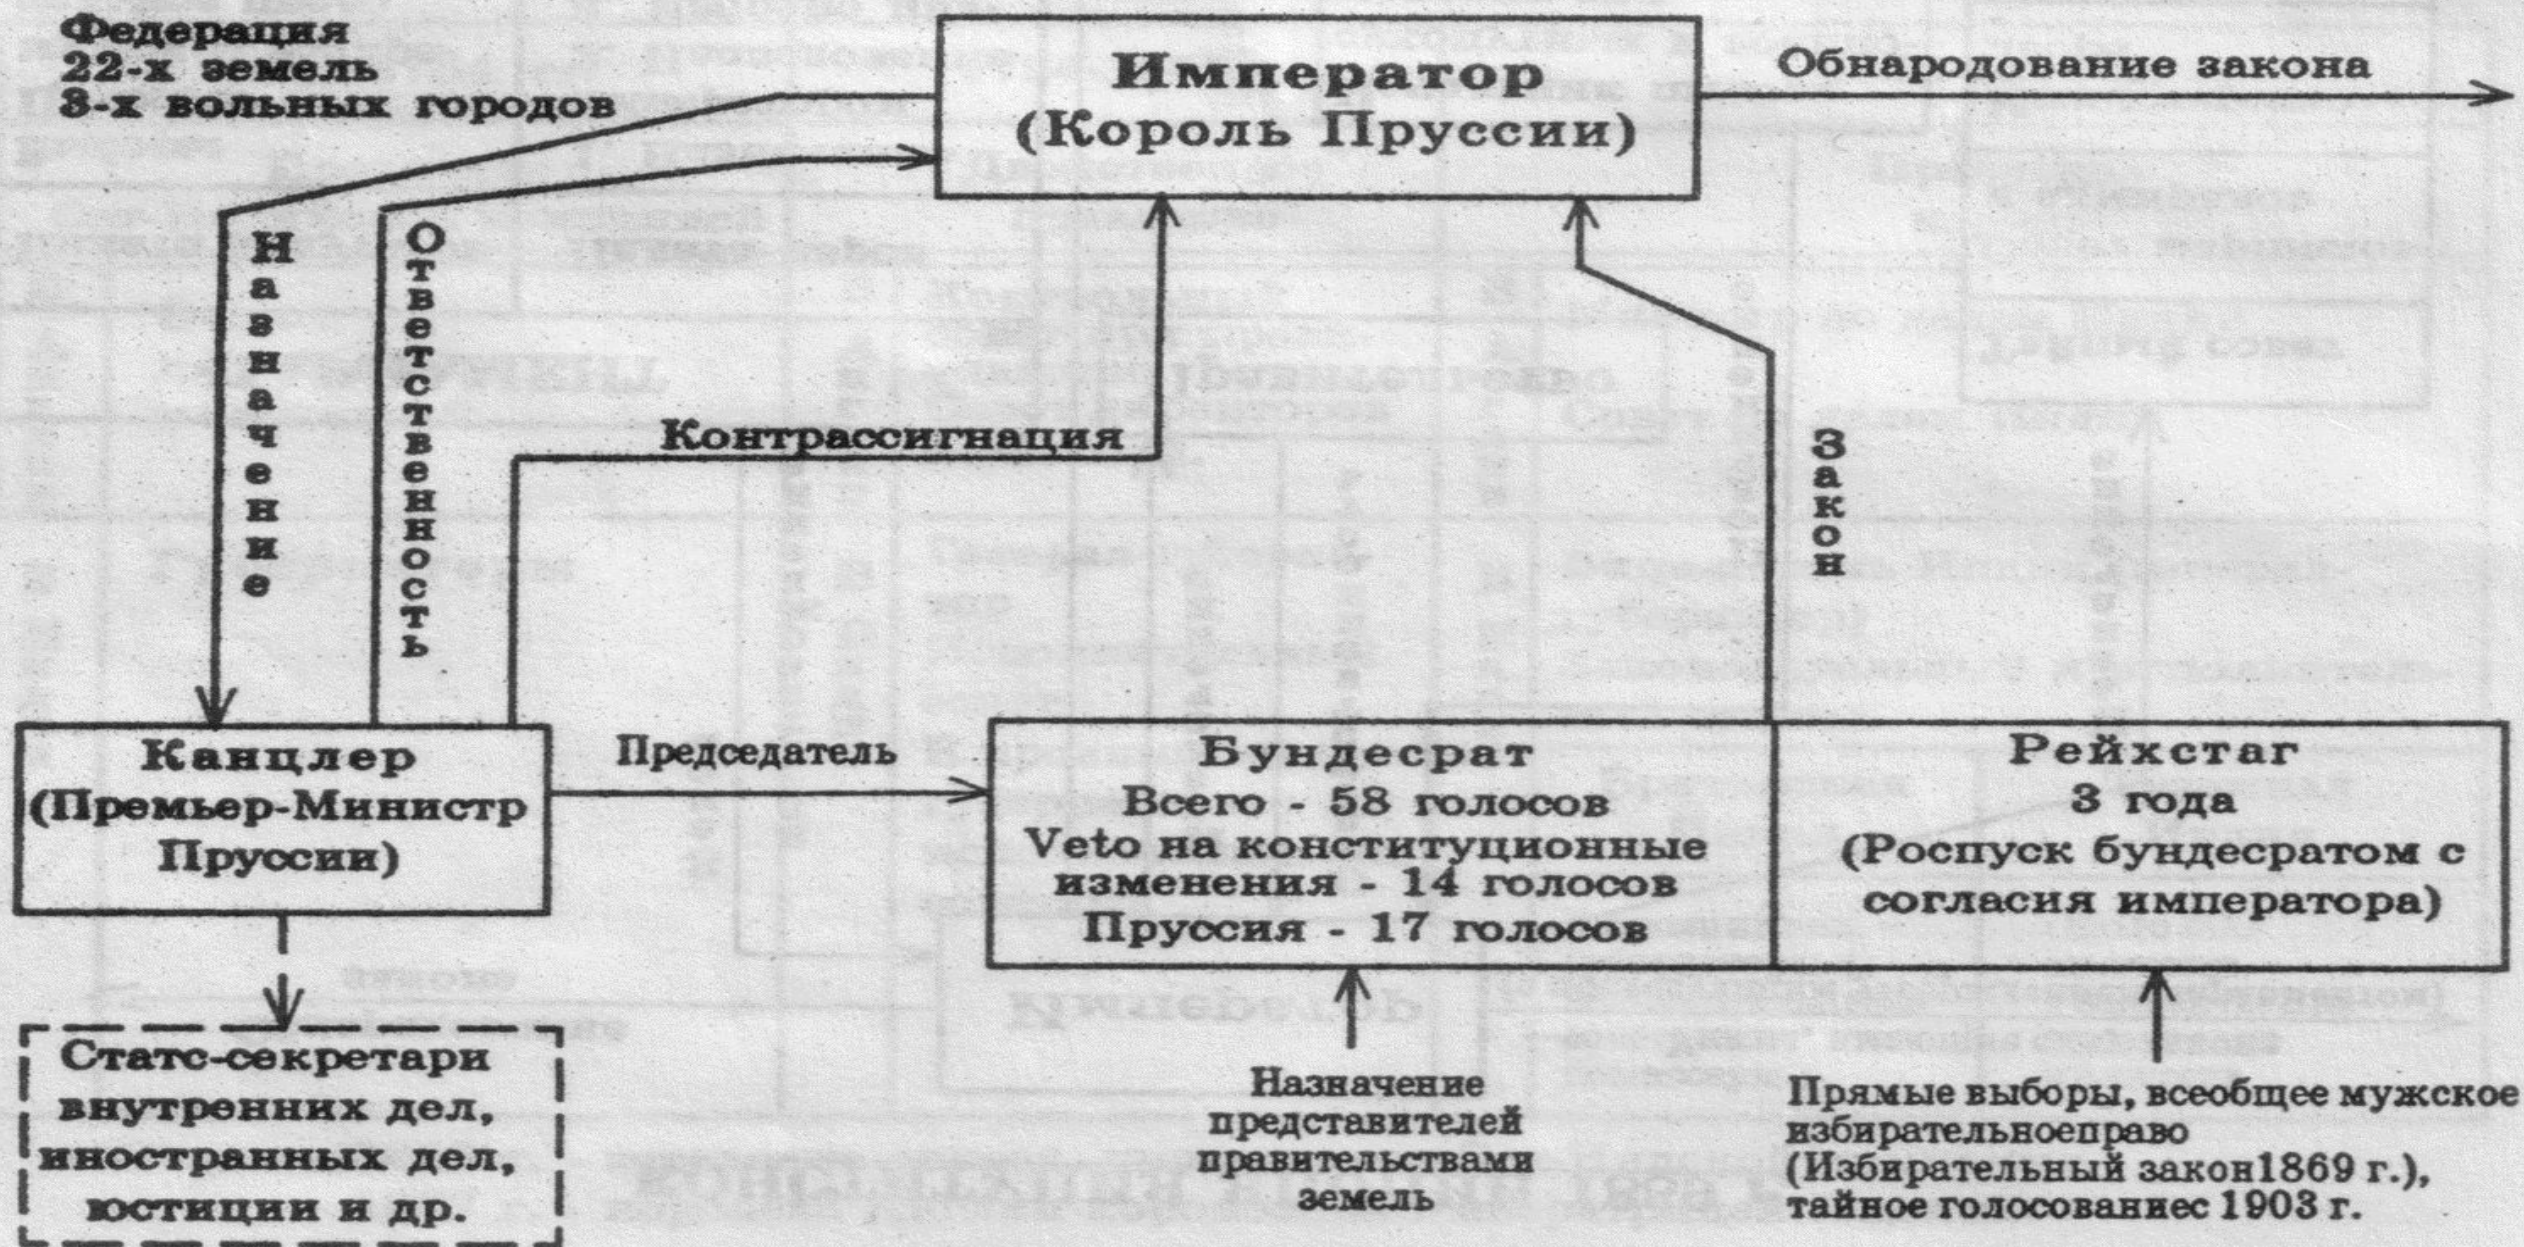 Федерация
22-х земель
3-х вольных городов
Император
(Король Пруссии)
Обнародование закона
Назначение
Ответственность
Контрассигнация
Закон
Канцлер
(Премьер-Министр
Пруссии)
Председатель
Бундесрат
Всего - 58 голосов
Veto на конституционные
изменения - 14 голосов
Пруссия - 17 голосов
Рейхстаг
3 года
(Роспуск бундесратом с
согласия императора)
Статс-секретари
внутренних дел,
иностранных дел,
юстиции и др.
Назначение
представителей
правительствами
земель
Прямые выборы, всеобщее мужское
избирательноеправо
(Избирательный закон1869 г.),
тайное голосованиес 1903 г.